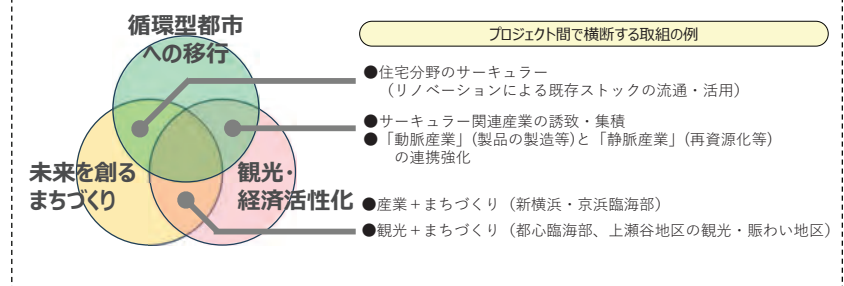 循環型都市
への移行
未来を創る
まちづくり
観光・
経済活性化
プロジェクト間で横断する取組の例
●住宅分野のサーキュラー
（リノベーションによる既存ストックの流通・活用）
●サーキュラー関連産業の誘致・集積
●「動脈産業」(製品の製造等)と「静脈産業」(再資源化等)
の連携強化
●産業＋まちづくり（新横浜・京浜臨海部）
●観光＋まちづくり（都心臨海部、上瀬谷地区の観光・賑わい地区）